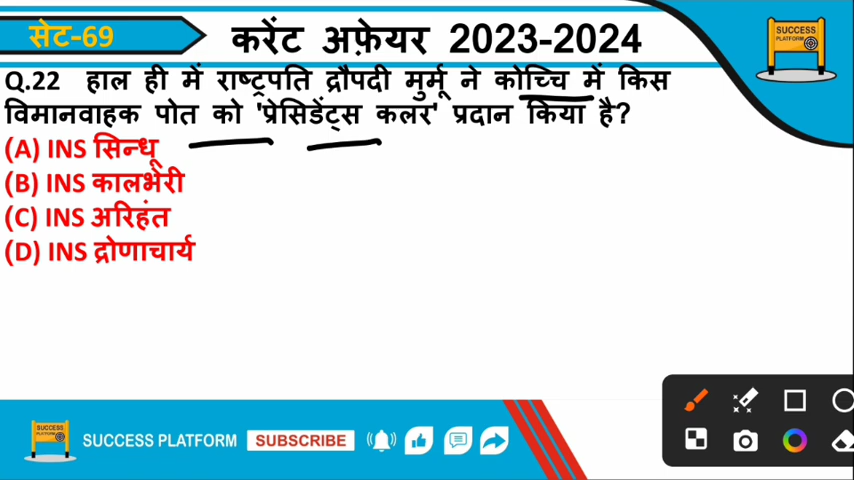 सेट-69
करेंट अफ़ेयर 2023-2024
SUCCESS
PLATFORM
Q.22 हाल ही में राष्ट्रपति द्रौपदी मुर्मू ने कोच्चि में किस
विमानवाहक पोत को 'प्रेसिडेंट्स कलर' प्रदान किया है?
(A) INS सिन्धू
(B) INS कालभेरी
(C) INS अरिहंत
(D) INS द्रोणाचार्य
SUCCESS
PLATFORM
SUCCESS PLATFORM
SUBSCRIBE